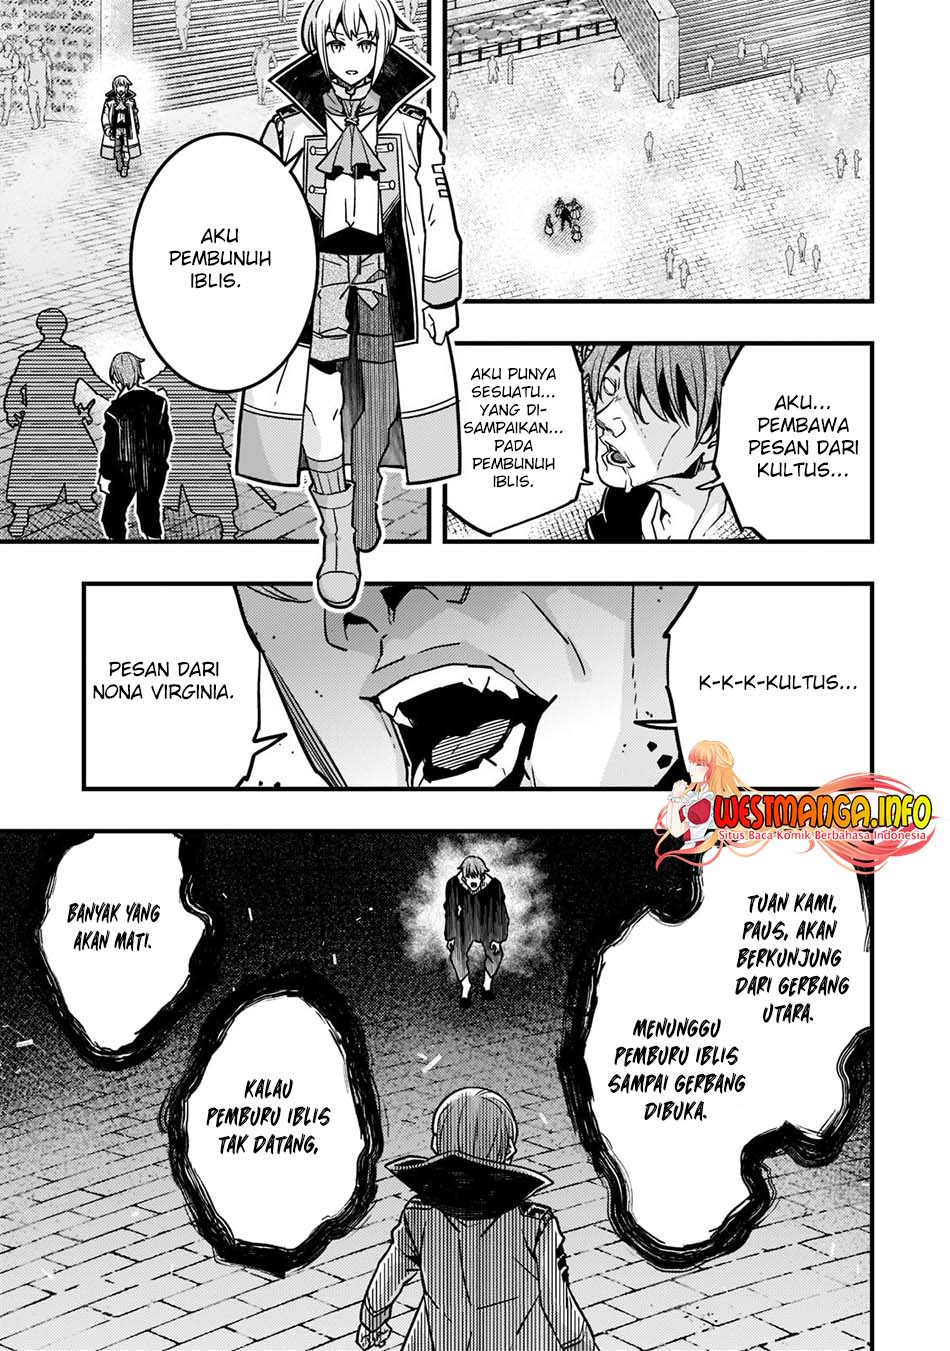 AKU
PEMBUNUH
IBLIS.
AKU...
PEMBAWA
PESAN DARI
KULTUS...
AKU PUNYA
SESUATU...
YANG DI-
SAMPAIKAN...
PADA
PEMBUNUH
IBLIS.
K-K-K-KULTUS...
PESAN DARI
NONA VIRGINIA.
WESTMANGA.INFO
Situs Baca Komik Berbahasa Indonesia
TUAN KAMI,
PAUS, AKAN
BERKUNJUNG
DARI GERBANG
UTARA.
MENUNGGU
PEMBURU IBLIS
SAMPAI GERBANG
DIBUKA.
KALAU
PEMBURU IBLIS
TAK DATANG,
BANYAK YANG
AKAN MATI.